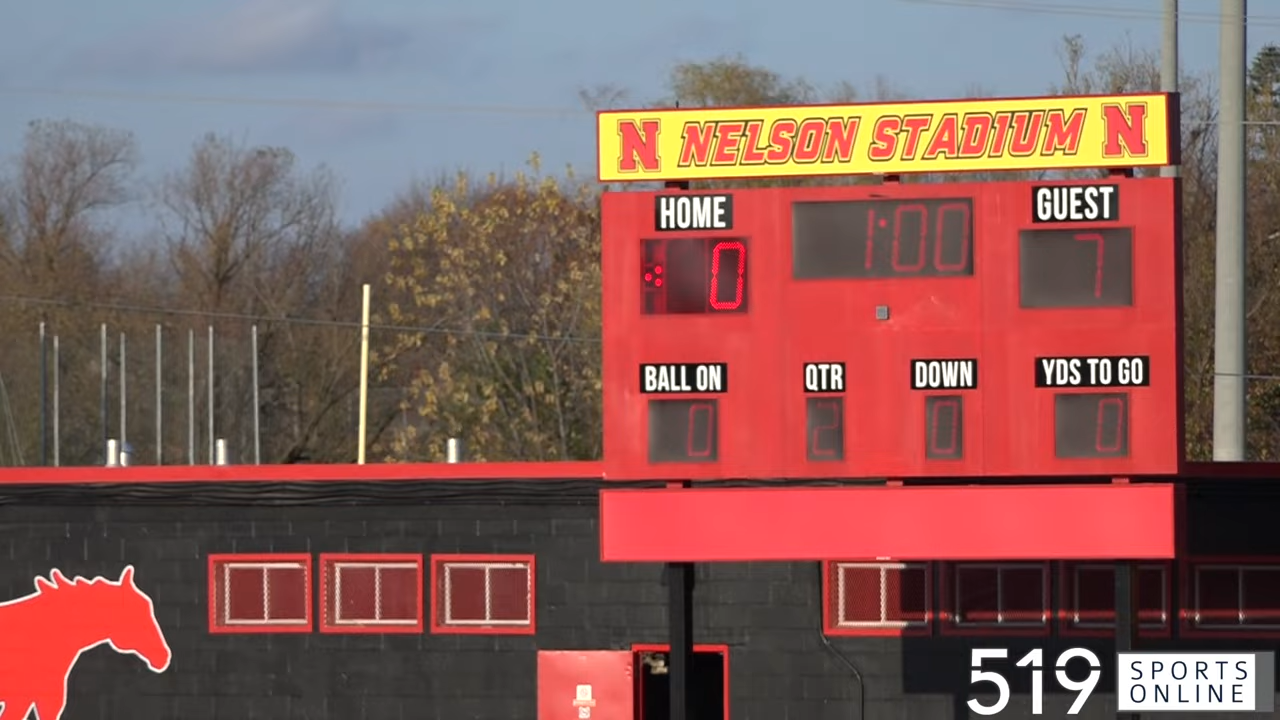 N NELSON STADIUM N
HOME 1:00 GUEST
0 7
BALL ON QTR DOWN YDS TO GO
0 2 0 0
519 SPORTS
ONLINE